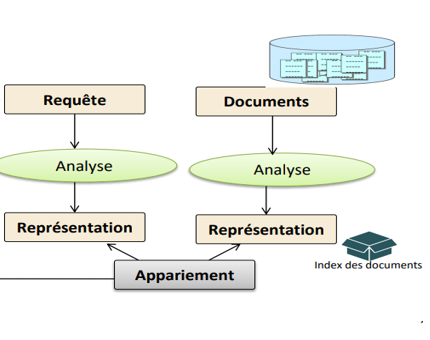 Requête
Documents
Analyse
Analyse
Représentation
Représentation
Index des documents
Appariement